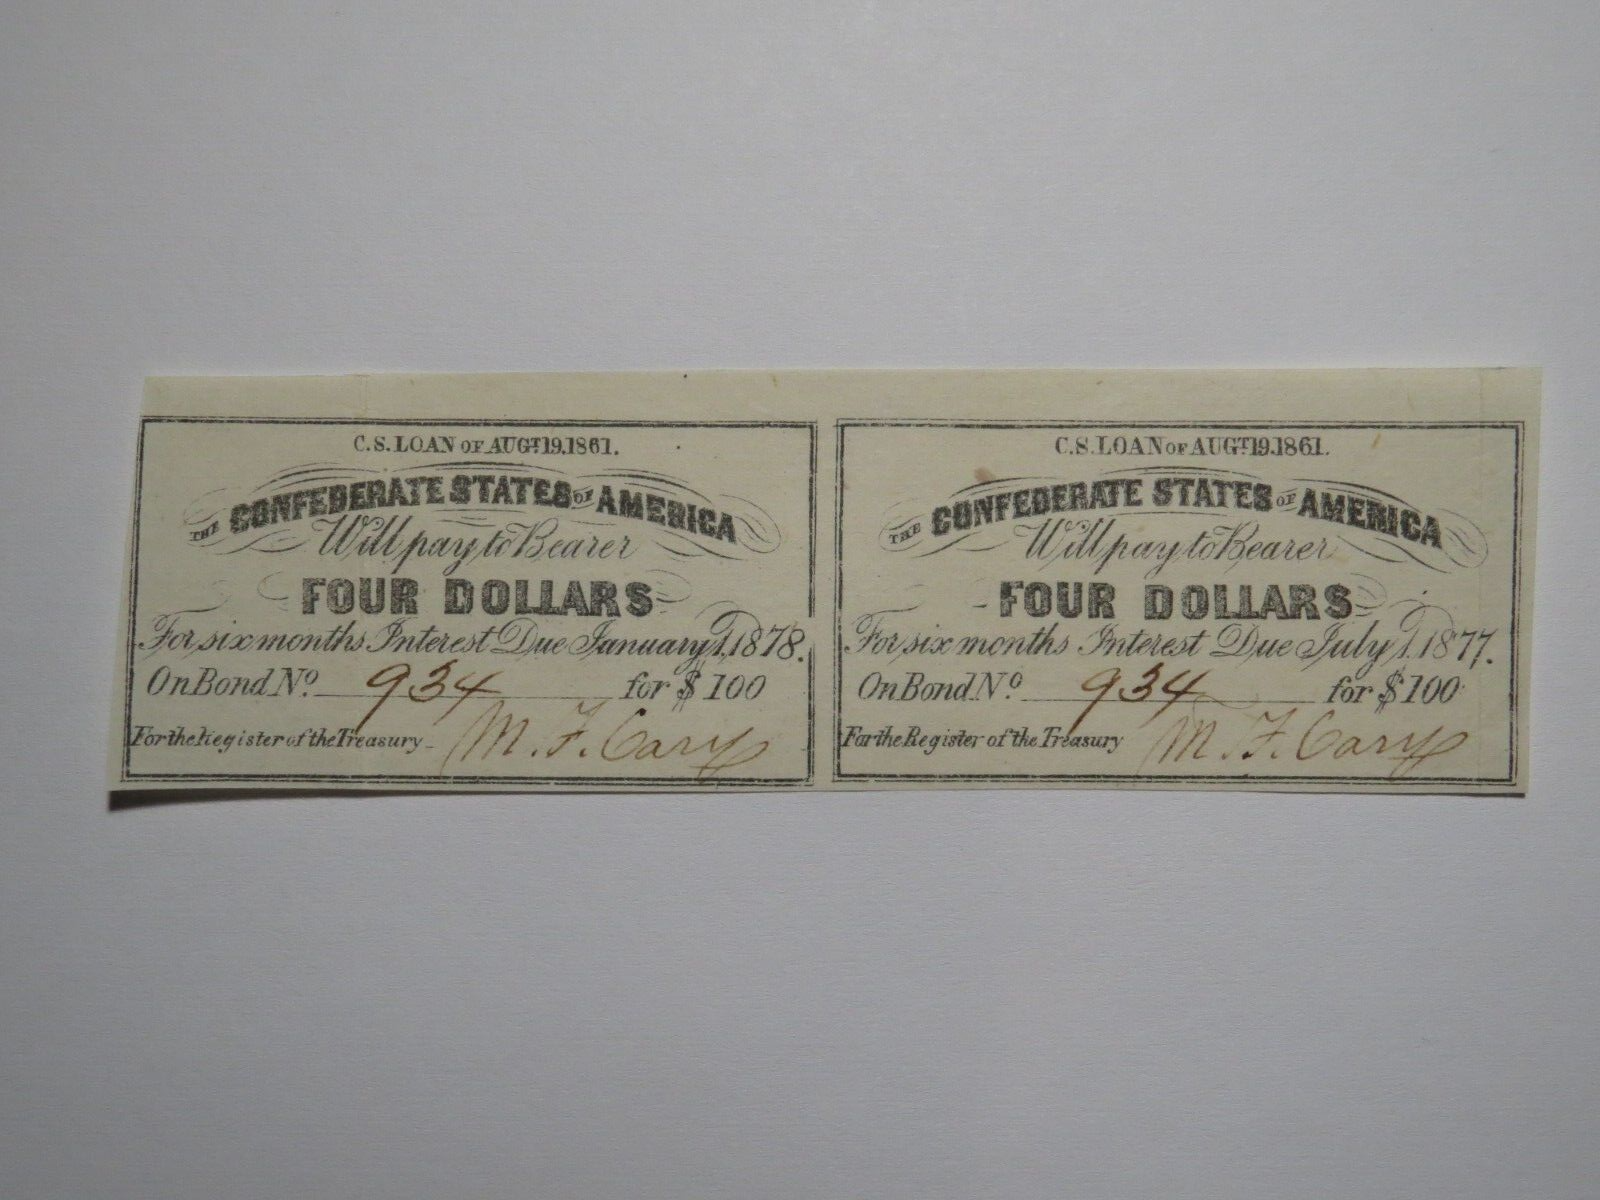 C.S. LOAN OF AUGT. 19. 1861.
THE CONFEDERATE STATES OF AMERICA
Will pay to Bearer
FOUR DOLLARS
For six months Interest Due January 1, 1878.
On Bond No. 934 for $100
For the Register of the Treasury M. F. Cary
C.S. LOAN OF AUGT. 19. 1861.
THE CONFEDERATE STATES OF AMERICA
Will pay to Bearer
FOUR DOLLARS
For six months Interest Due July 1. 1877.
On Bond No. 934 for $100
For the Register of the Treasury M. F. Cary